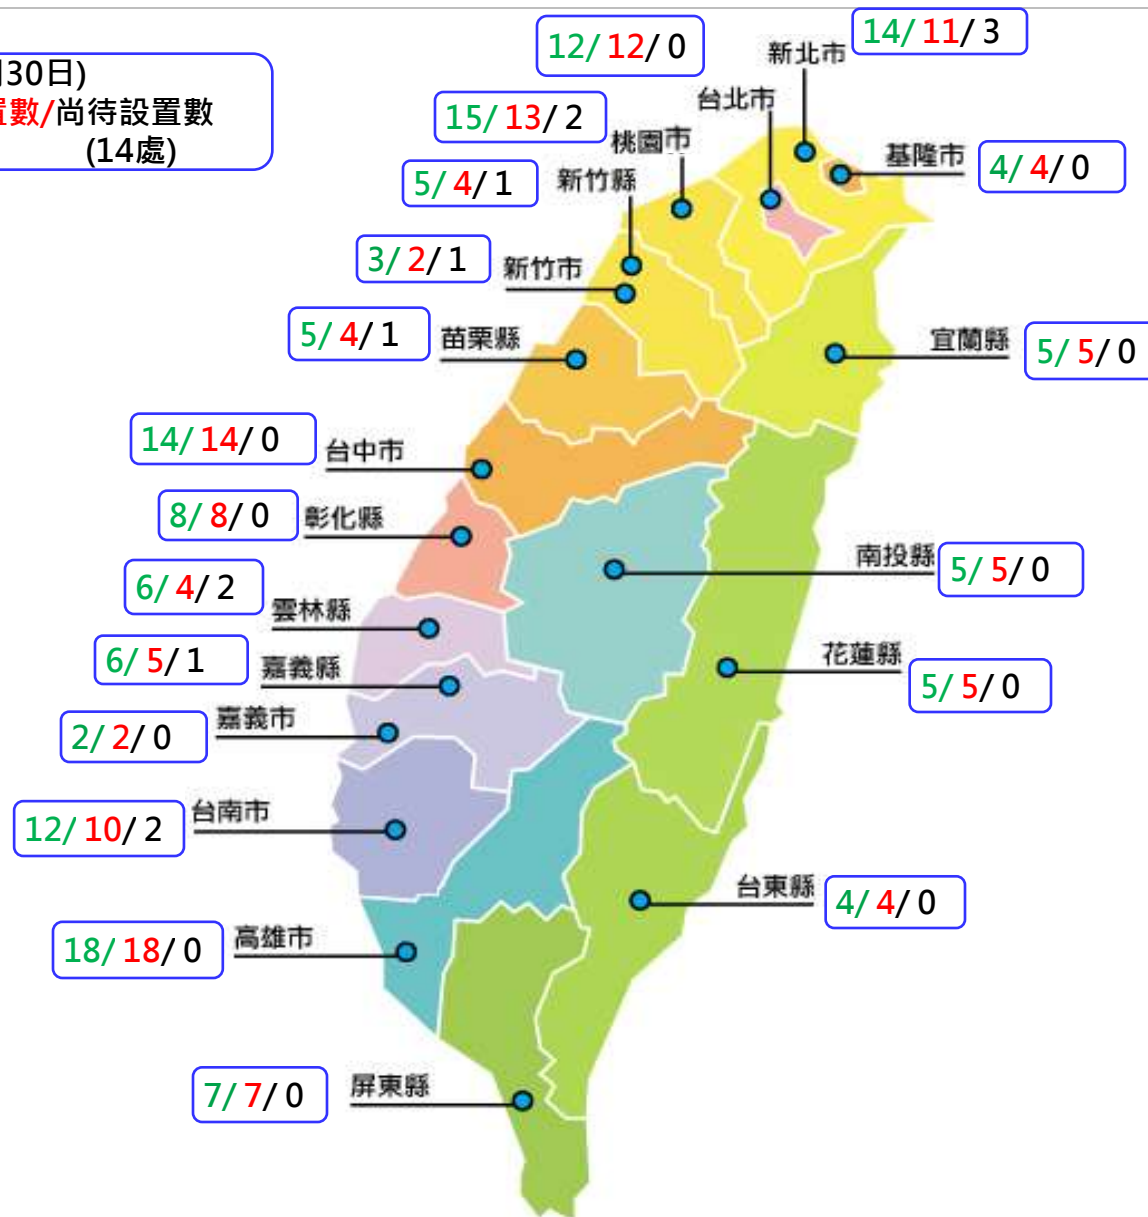 月30日)
置數/尚待設置數
(14處)
12/ 12/ 0
新北市
14/ 11/ 3
台北市
15/ 13/ 2
桃園市
基隆市
4/ 4/ 0
5/ 4/ 1
新竹縣
3/ 2/ 1
新竹市
5/ 4/ 1
苗栗縣
宜蘭縣
5/ 5/ 0
14/ 14/ 0
台中市
8/ 8/ 0
彰化縣
南投縣
5/ 5/ 0
6/ 4/ 2
雲林縣
6/ 5/ 1
嘉義縣
花蓮縣
5/ 5/ 0
2/ 2/ 0
嘉義市
12/ 10/ 2
台南市
台東縣
4/ 4/ 0
18/ 18/ 0
高雄市
7/ 7/ 0
屏東縣